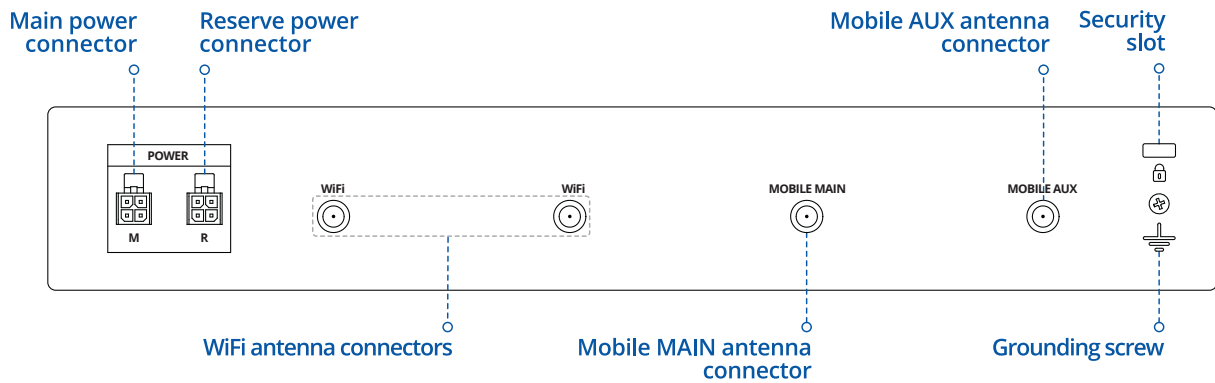 Main power
connector
Reserve power
connector
Mobile AUX antenna
connector
Security
slot
POWER
M
R
WiFi
WiFi
MOBILE MAIN
MOBILE AUX
WiFi antenna connectors
Mobile MAIN antenna
connector
Grounding screw